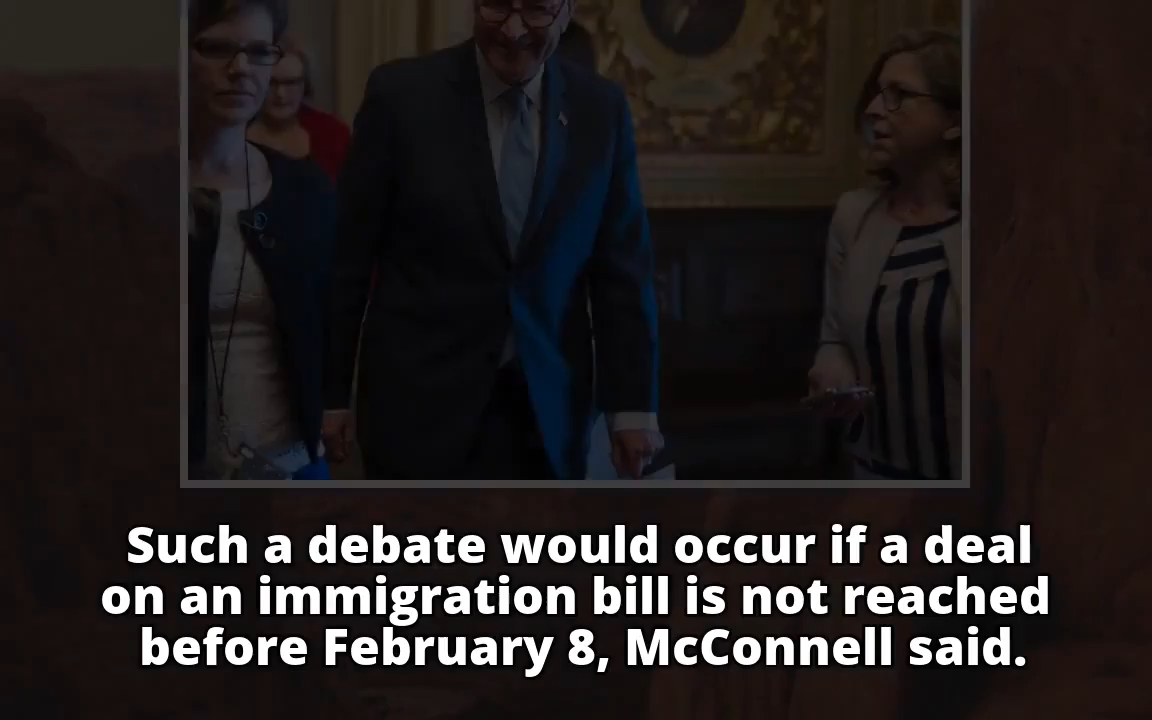 Such a debate would occur if a deal
on an immigration bill is not reached
before February 8, McConnell said.